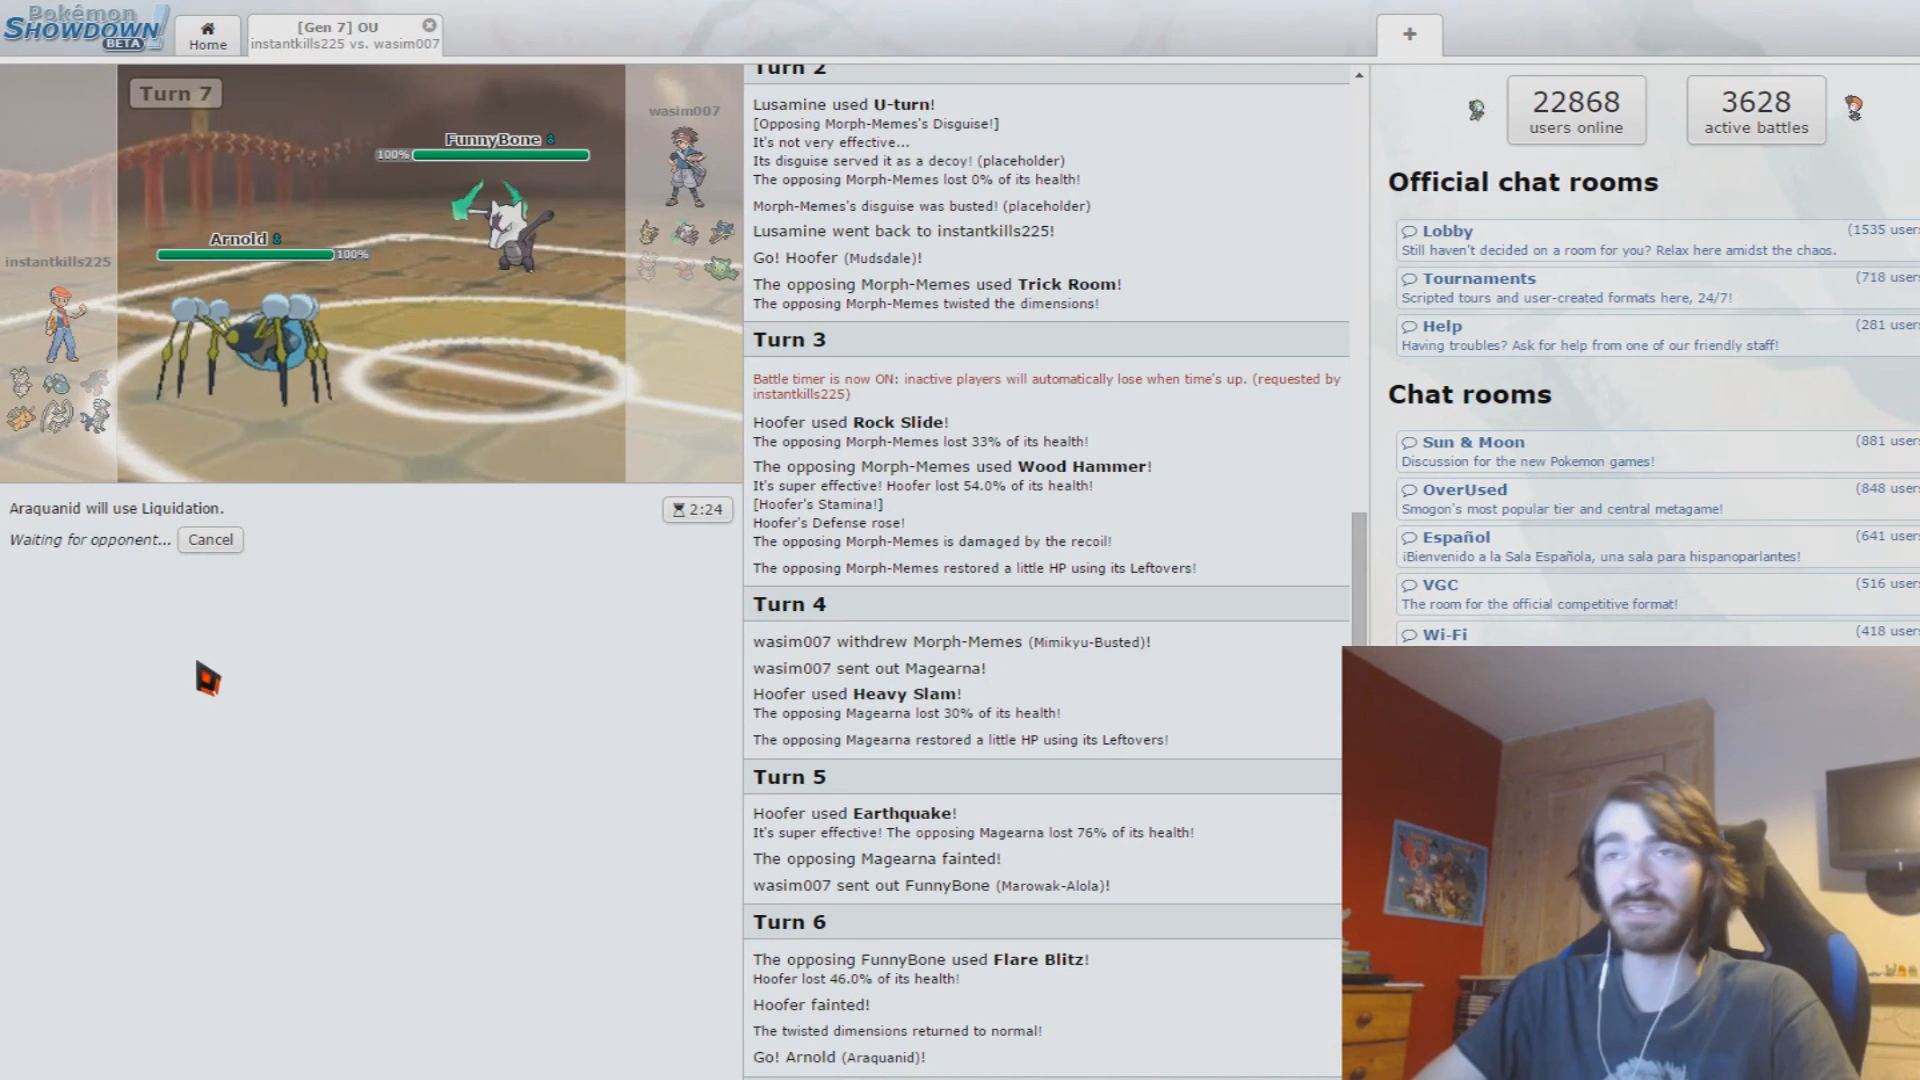 Pokémon
SHOWDOWN!
BETA
Home
[Gen 7] OU
instantkills225 vs. wasim007
+
Turn 7
FunnyBone
100%
Arnold
100%
instantkills225
wasim007
Araquanid will use Liquidation.
2:24
Waiting for opponent...
Cancel
Turn 2
Lusamine used U-turn!
[Opposing Morph-Memes's Disguise!]
It's not very effective...
Its disguise served it as a decoy! (placeholder)
The opposing Morph-Memes lost 0% of its health!
Morph-Memes's disguise was busted! (placeholder)
Lusamine went back to instantkills225!
Go! Hoofer (Mudsdale)!
The opposing Morph-Memes used Trick Room!
The opposing Morph-Memes twisted the dimensions!
Turn 3
Battle timer is now ON: inactive players will automatically lose when time's up. (requested by
instantkills225)
Hoofer used Rock Slide!
The opposing Morph-Memes lost 33% of its health!
The opposing Morph-Memes used Wood Hammer!
It's super effective! Hoofer lost 54.0% of its health!
[Hoofer's Stamina!]
Hoofer's Defense rose!
The opposing Morph-Memes is damaged by the recoil!
The opposing Morph-Memes restored a little HP using its Leftovers!
Turn 4
wasim007 withdrew Morph-Memes (Mimikyu-Busted)!
wasim007 sent out Magearna!
Hoofer used Heavy Slam!
The opposing Magearna lost 30% of its health!
The opposing Magearna restored a little HP using its Leftovers!
Turn 5
Hoofer used Earthquake!
It's super effective! The opposing Magearna lost 76% of its health!
The opposing Magearna fainted!
wasim007 sent out FunnyBone (Marowak-Alola)!
Turn 6
The opposing FunnyBone used Flare Blitz!
Hoofer lost 46.0% of its health!
Hoofer fainted!
The twisted dimensions returned to normal!
Go! Arnold (Araquanid)!
22868
users online
3628
active battles
Official chat rooms
Lobby (1535 users
Still haven't decided on a room for you? Relax here amidst the chaos.
Tournaments (718 users
Scripted tours and user-created formats here, 24/7!
Help (281 users
Having troubles? Ask for help from one of our friendly staff!
Chat rooms
Sun & Moon (881 users
Discussion for the new Pokemon games!
OverUsed (848 users
Smogon's most popular tier and central metagame!
Español (641 users
¡Bienvenido a la Sala Española, una sala para hispanoparlantes!
VGC (516 users
The room for the official competitive format!
Wi-Fi (418 users